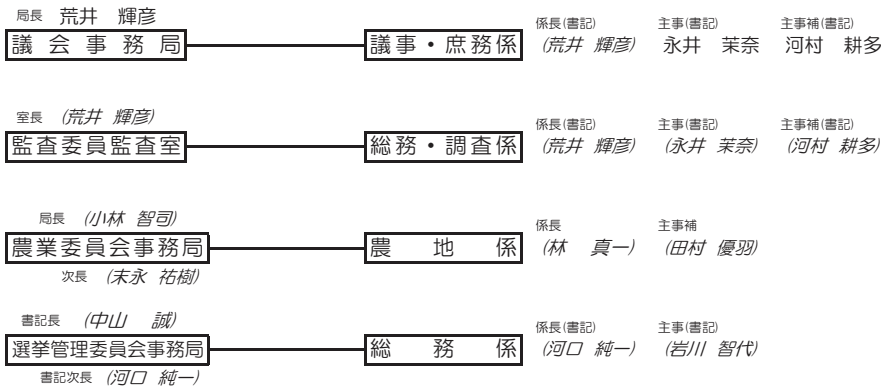 局長 荒井 輝彦
議会事務局 議事・庶務係 係長(書記) (荒井 輝彦) 主事(書記) 永井 茉奈 主事補(書記) 河村 耕多
室長 (荒井 輝彦)
監査委員監査室 総務・調査係 係長(書記) (荒井 輝彦) 主事(書記) (永井 茉奈) 主事補(書記) (河村 耕多)
局長 (小林 智司)
農業委員会事務局 農地係 係長 (林 真一) 主事補 (田村 優羽)
次長 (末永 祐樹)
書記長 (中山 誠)
選挙管理委員会事務局 総務係 係長(書記) (河口 純一) 主事(書記) (岩川 智代)
書記次長 (河口 純一)